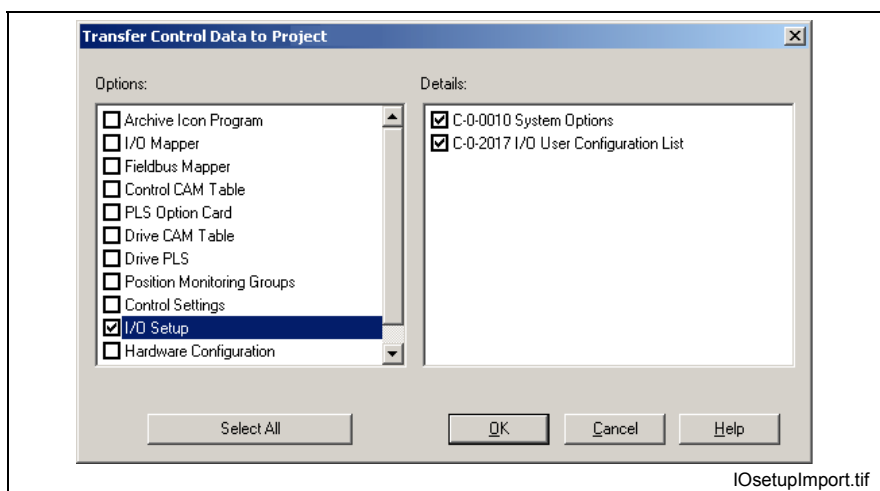 Transfer Control Data to Project
Options:
Archive Icon Program
I/O Mapper
Fieldbus Mapper
Control CAM Table
PLS Option Card
Drive CAM Table
Drive PLS
Position Monitoring Groups
Control Settings
I/O Setup
Hardware Configuration
Details:
C-0-0010 System Options
C-0-2017 I/O User Configuration List
Select All
OK
Cancel
Help
IOsetupImport.tif